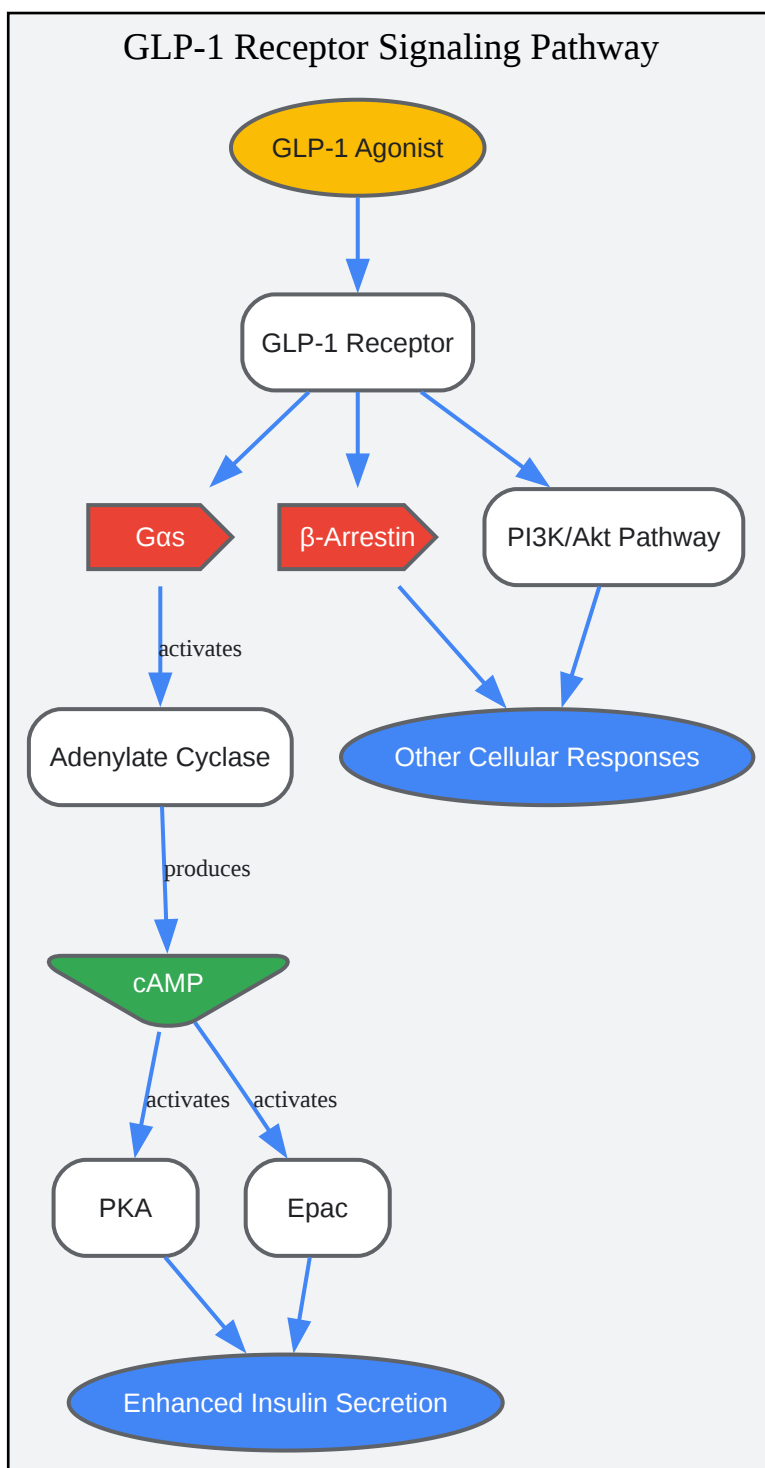 GLP-1 Receptor Signaling Pathway
GLP-1 Agonist
GLP-1 Receptor
Gαs
β-Arrestin
PI3K/Akt Pathway
activates
Adenylate Cyclase
Other Cellular Responses
produces
cAMP
activates
activates
PKA
Epac
Enhanced Insulin Secretion